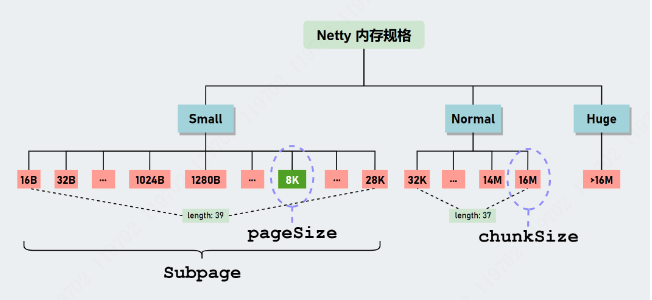 Netty 内存规格
Small
Normal
Huge
16B
32B
...
1024B
1280B
...
8K
...
28K
32K
...
14M
16M
>16M
length: 39
length: 37
pageSize
chunkSize
Subpage